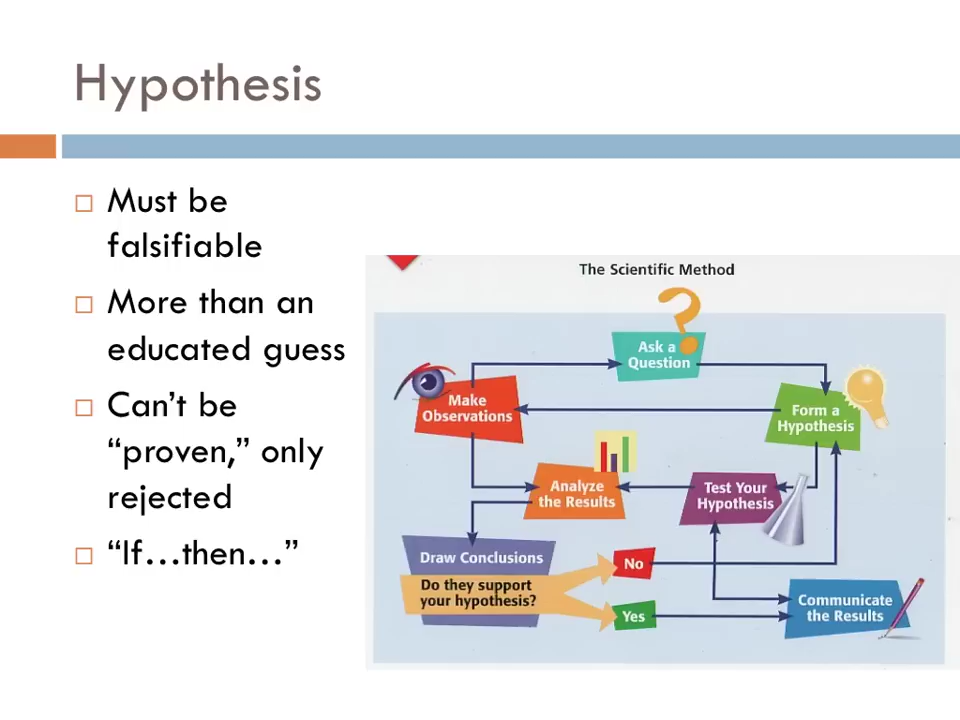 Hypothesis
Must be
falsifiable
More than an
educated guess
Can’t be
“proven,” only
rejected
“If…then…”
The Scientific Method
?
Ask a
Question
Make
Observations
Form a
Hypothesis
Analyze
the Results
Test Your
Hypothesis
Draw Conclusions
Do they support
your hypothesis?
No
Yes
Communicate
the Results